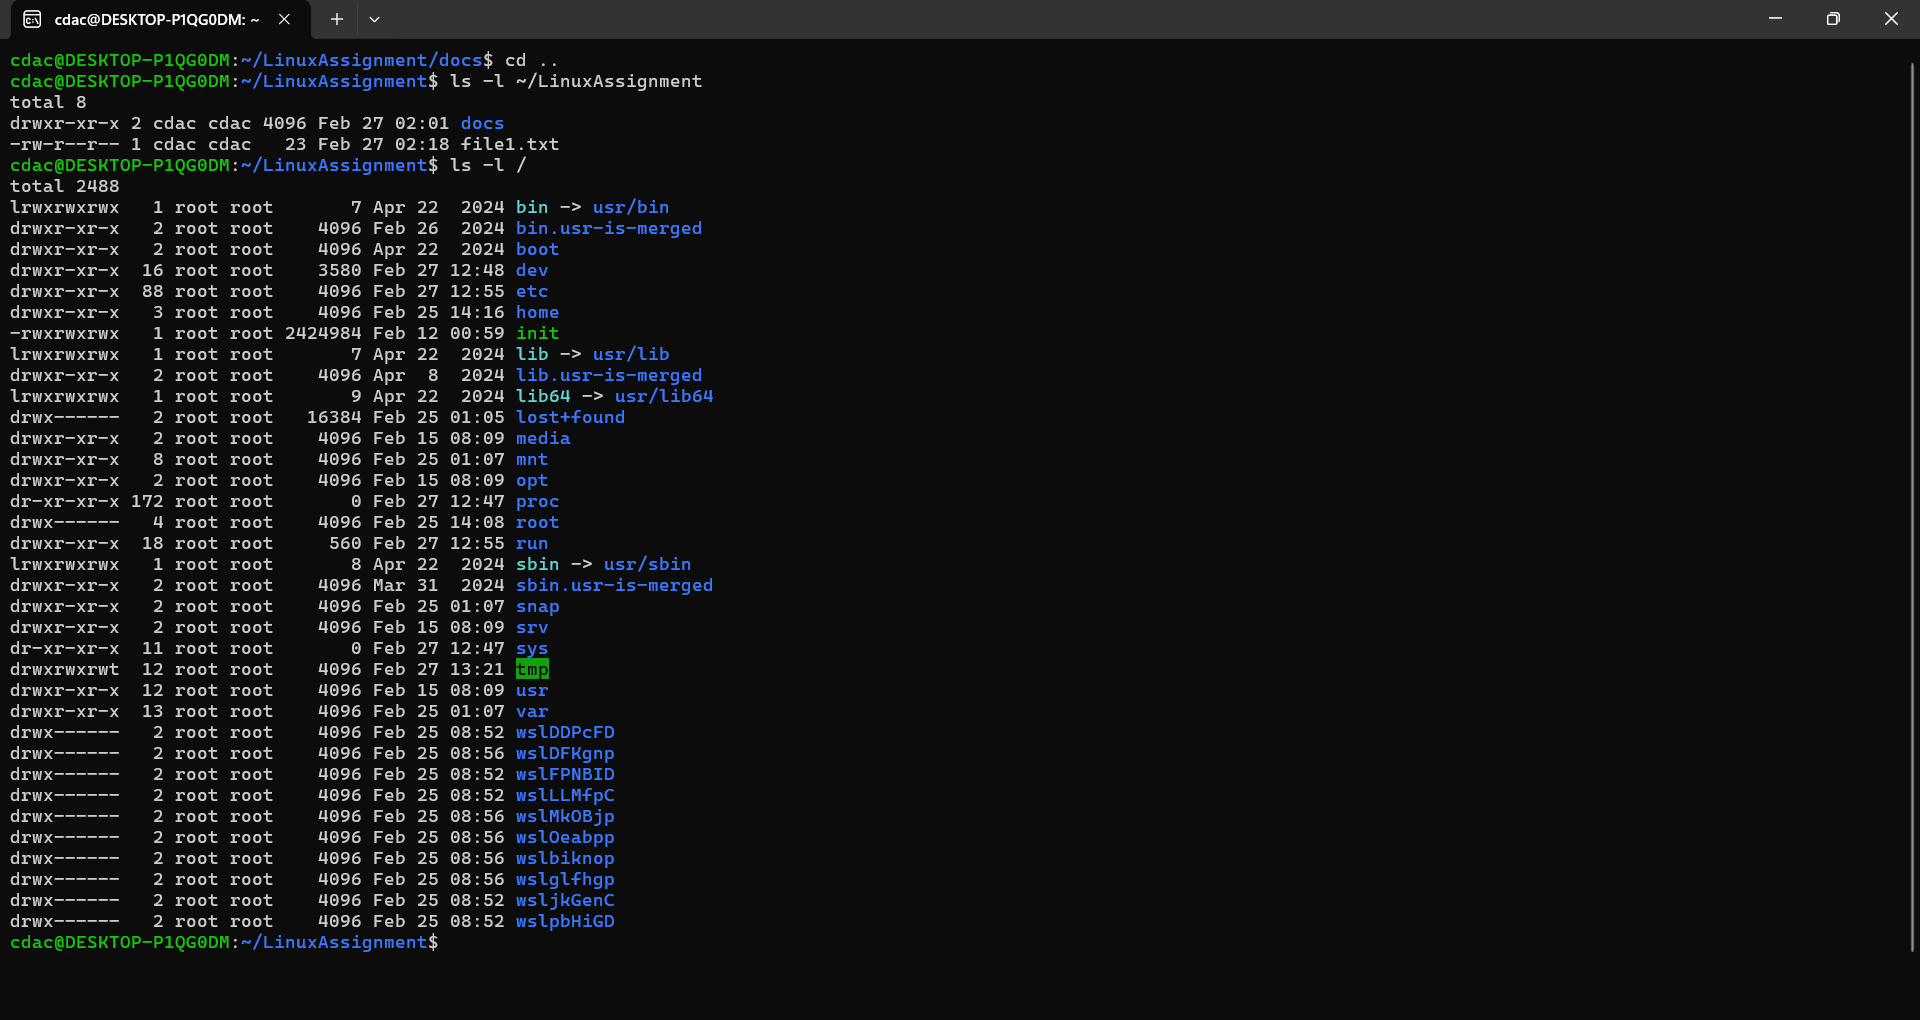 cdac@DESKTOP-P1QG0DM: ~
cdac@DESKTOP-P1QG0DM:~/LinuxAssignment/docs$ cd ..
cdac@DESKTOP-P1QG0DM:~/LinuxAssignment$ ls -l ~/LinuxAssignment
total 8
drwxr-xr-x 2 cdac cdac 4096 Feb 27 02:01 docs
-rw-r--r-- 1 cdac cdac   23 Feb 27 02:18 file1.txt
cdac@DESKTOP-P1QG0DM:~/LinuxAssignment$ ls -l /
total 2488
lrwxrwxrwx   1 root root       7 Apr 22  2024 bin -> usr/bin
drwxr-xr-x   2 root root    4096 Feb 26  2024 bin.usr-is-merged
drwxr-xr-x   2 root root    4096 Apr 22  2024 boot
drwxr-xr-x  16 root root    3580 Feb 27 12:48 dev
drwxr-xr-x  88 root root    4096 Feb 27 12:55 etc
drwxr-xr-x   3 root root    4096 Feb 25 14:16 home
-rwxrwxrwx   1 root root 2424984 Feb 12 00:59 init
lrwxrwxrwx   1 root root       7 Apr 22  2024 lib -> usr/lib
drwxr-xr-x   2 root root    4096 Apr  8  2024 lib.usr-is-merged
lrwxrwxrwx   1 root root       9 Apr 22  2024 lib64 -> usr/lib64
drwx------   2 root root   16384 Feb 25 01:05 lost+found
drwxr-xr-x   2 root root    4096 Feb 15 08:09 media
drwxr-xr-x   8 root root    4096 Feb 25 01:07 mnt
drwxr-xr-x   2 root root    4096 Feb 15 08:09 opt
dr-xr-xr-x 172 root root       0 Feb 27 12:47 proc
drwx------   4 root root    4096 Feb 25 14:08 root
drwxr-xr-x  18 root root     560 Feb 27 12:55 run
lrwxrwxrwx   1 root root       8 Apr 22  2024 sbin -> usr/sbin
drwxr-xr-x   2 root root    4096 Mar 31  2024 sbin.usr-is-merged
drwxr-xr-x   2 root root    4096 Feb 25 01:07 snap
drwxr-xr-x   2 root root    4096 Feb 15 08:09 srv
dr-xr-xr-x  11 root root       0 Feb 27 12:47 sys
drwxrwxrwt  12 root root    4096 Feb 27 13:21 tmp
drwxr-xr-x  12 root root    4096 Feb 15 08:09 usr
drwxr-xr-x  13 root root    4096 Feb 25 01:07 var
drwx------   2 root root    4096 Feb 25 08:52 wslDDPcFD
drwx------   2 root root    4096 Feb 25 08:56 wslDFKgnp
drwx------   2 root root    4096 Feb 25 08:52 wslFPNBID
drwx------   2 root root    4096 Feb 25 08:52 wslLLMfpC
drwx------   2 root root    4096 Feb 25 08:56 wslMkOBjp
drwx------   2 root root    4096 Feb 25 08:56 wslOeabpp
drwx------   2 root root    4096 Feb 25 08:56 wslbiknop
drwx------   2 root root    4096 Feb 25 08:56 wslglfhgp
drwx------   2 root root    4096 Feb 25 08:52 wsljkGenC
drwx------   2 root root    4096 Feb 25 08:52 wslpbHiGD
cdac@DESKTOP-P1QG0DM:~/LinuxAssignment$